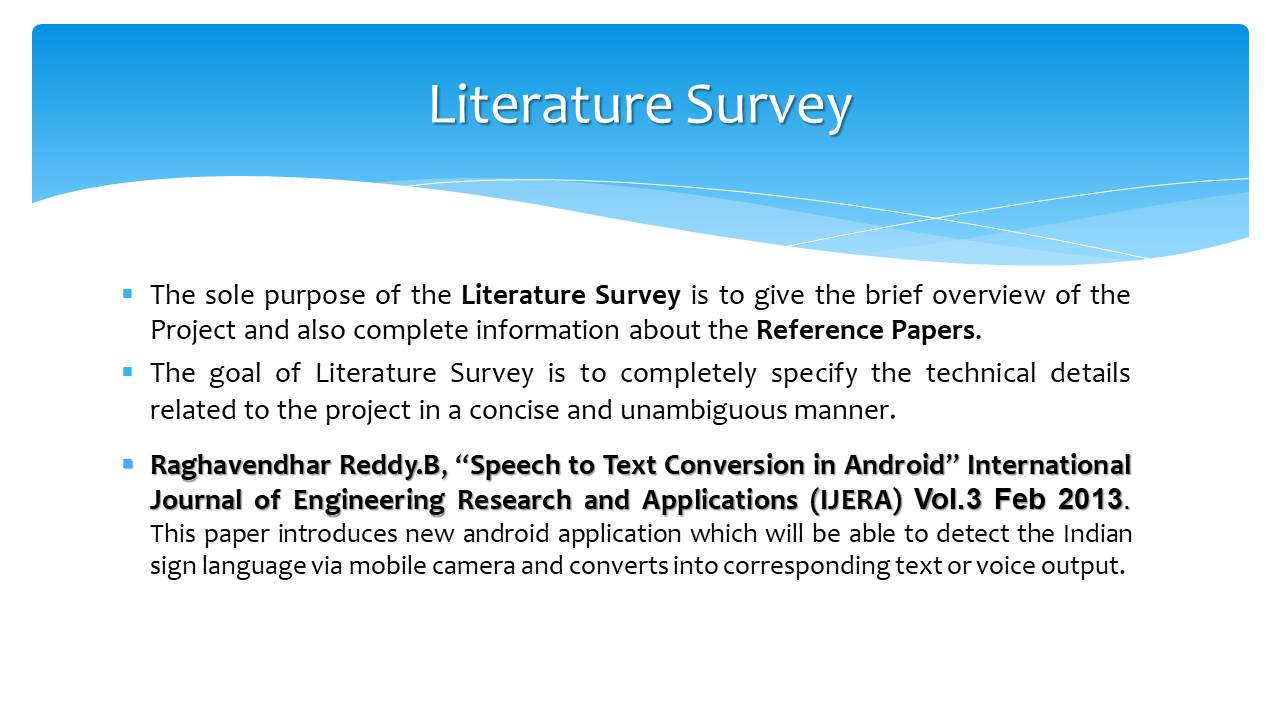 Literature Survey
The sole purpose of the Literature Survey is to give the brief overview of the
Project and also complete information about the Reference Papers.
The goal of Literature Survey is to completely specify the technical details
related to the project in a concise and unambiguous manner.
Raghavendhar Reddy.B, “Speech to Text Conversion in Android” International
Journal of Engineering Research and Applications (IJERA) Vol.3 Feb 2013.
This paper introduces new android application which will be able to detect the Indian
sign language via mobile camera and converts into corresponding text or voice output.